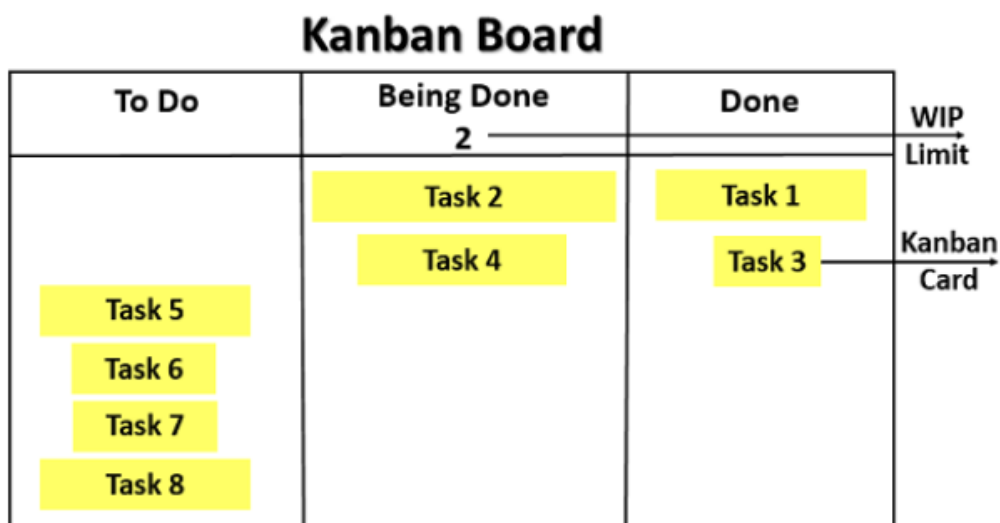 Kanban Board
To Do
Being Done
2
Done
WIP
Limit
Task 2
Task 1
Task 4
Task 3
Kanban
Card
Task 5
Task 6
Task 7
Task 8